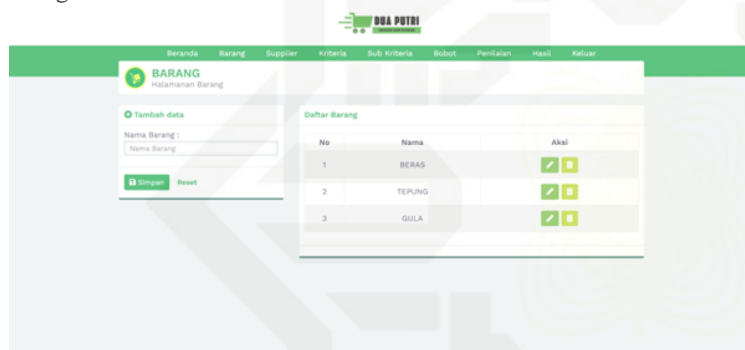 DUA PUTRI
Beranda Barang Supplier Kriteria Sub Kriteria Bobot Penilaian Hasil Keluar
BARANG
Halamanan Barang
Tambah data
Nama Barang :
Nama Barang
Simpan Reset
Daftar Barang
No Nama Aksi
1 BERAS
2 TEPUNG
3 GULA